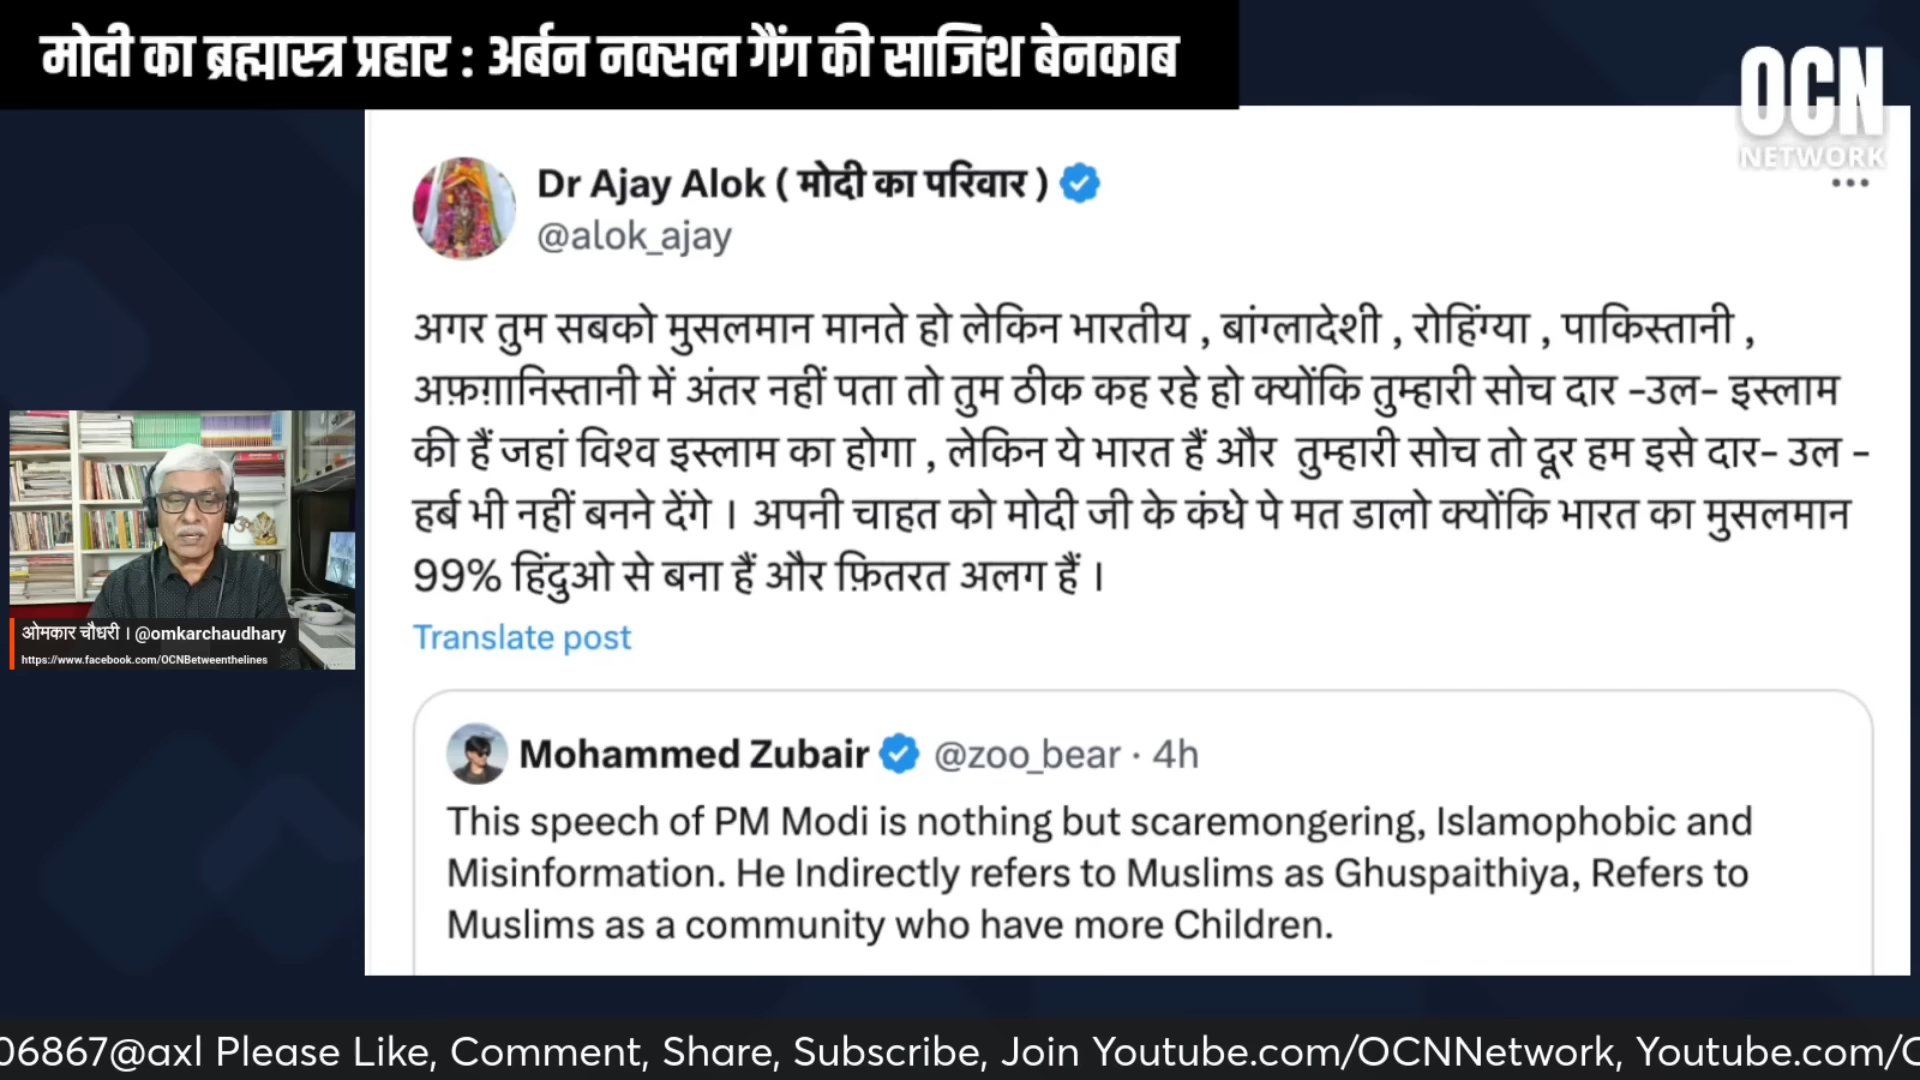 मोदी का ब्रह्मास्त्र प्रहार : अर्बन नक्सल गैंग की साजिश बेनकाब
OCN
NETWORK
Dr Ajay Alok ( मोदी का परिवार )
@alok_ajay
अगर तुम सबको मुसलमान मानते हो लेकिन भारतीय , बांग्लादेशी , रोहिंग्या , पाकिस्तानी ,
अफ़ग़ानिस्तानी में अंतर नहीं पता तो तुम ठीक कह रहे हो क्योंकि तुम्हारी सोच दार -उल- इस्लाम
की हैं जहां विश्व इस्लाम का होगा , लेकिन ये भारत हैं और तुम्हारी सोच तो दूर हम इसे दार- उल -
हर्ब भी नहीं बनने देंगे । अपनी चाहत को मोदी जी के कंधे पे मत डालो क्योंकि भारत का मुसलमान
99% हिंदुओ से बना हैं और फ़ितरत अलग हैं ।
Translate post
Mohammed Zubair @zoo_bear · 4h
This speech of PM Modi is nothing but scaremongering, Islamophobic and
Misinformation. He Indirectly refers to Muslims as Ghuspaithiya, Refers to
Muslims as a community who have more Children.
ओमकार चौधरी । @omkarchaudhary
https://www.facebook.com/OCNBetweenthelines
06867@axl Please Like, Comment, Share, Subscribe, Join Youtube.com/OCNNetwork, Youtube.com/